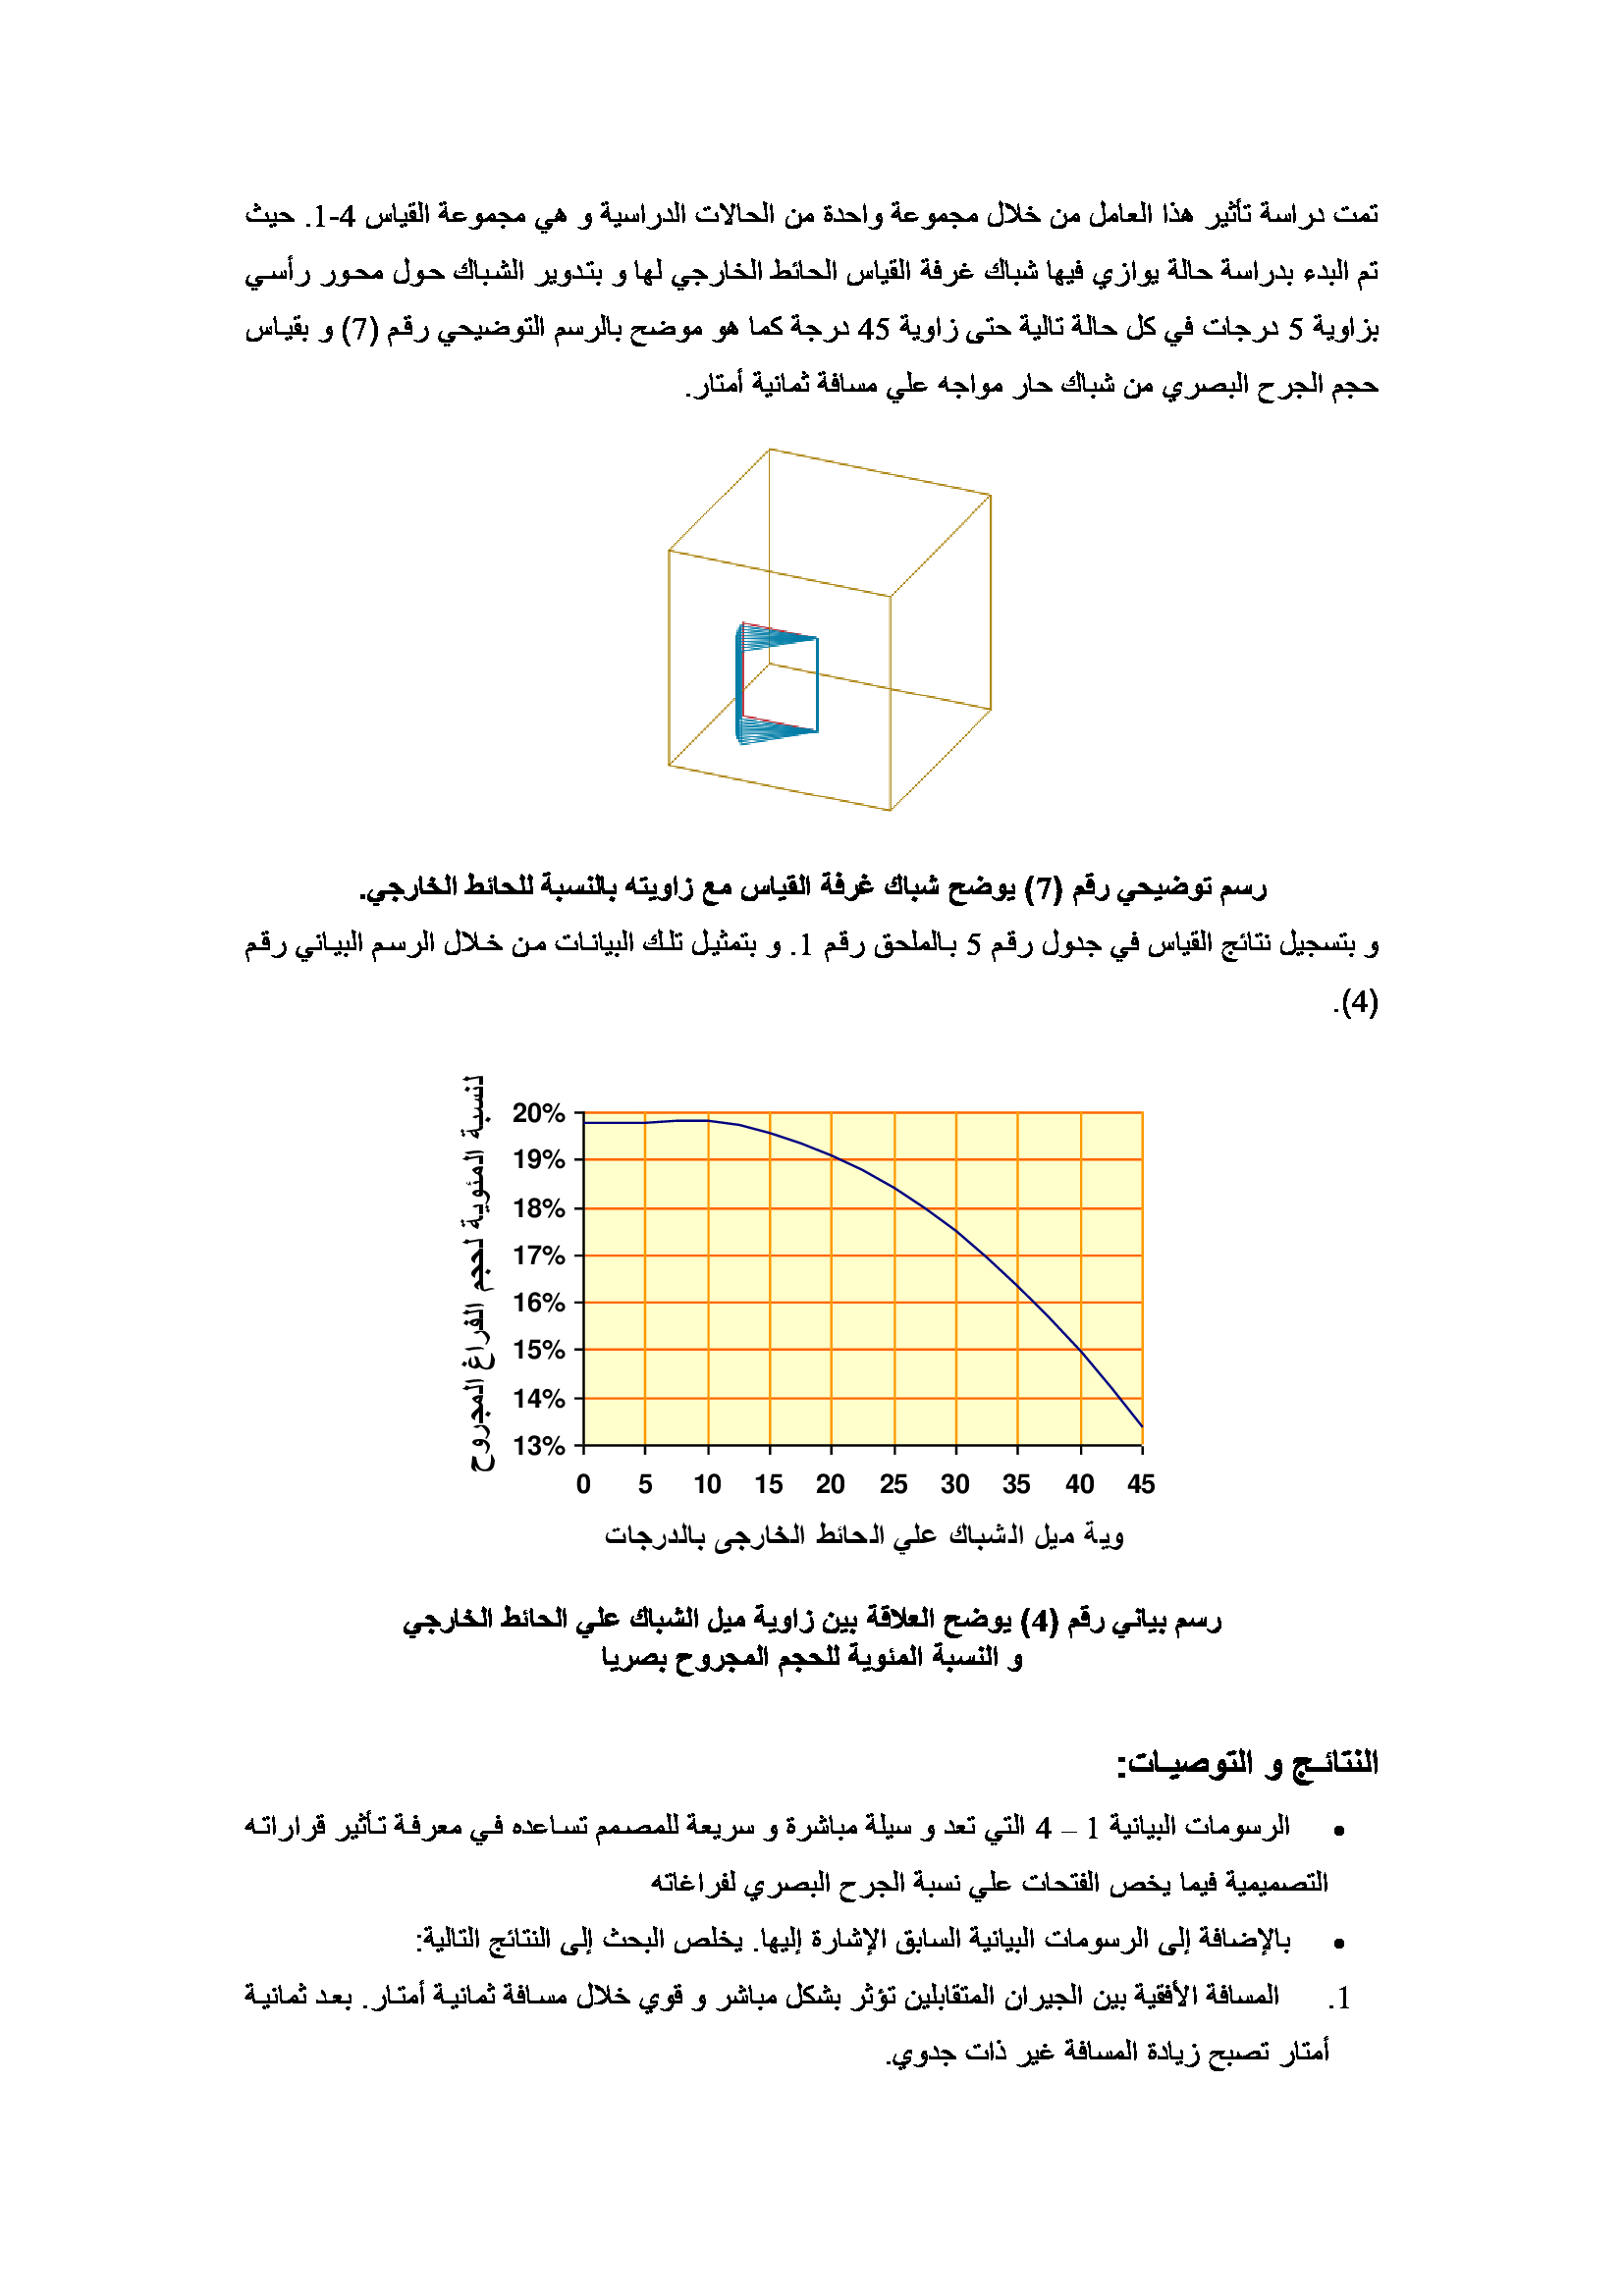 تمت دراسة تأثير هذا العامل من خلال مجموعة واحدة من الحالات الدراسية و هي مجموعة القياس 4-1. حيث
تم البدء بدراسة حالة يوازي فيها شباك غرفة القياس الحائط الخارجي لها و بتدوير الشباك حول محور رأسي
بزاوية 5 درجات في كل حالة تالية حتى زاوية 45 درجة كما هو موضح بالرسم التوضيحي رقم (7) و بقياس
حجم الجرح البصري من شباك حار مواجه علي مسافة ثمانية أمتار.
رسم توضيحي رقم (7) يوضح شباك غرفة القياس مع زاويته بالنسبة للحائط الخارجي.
و بتسجيل نتائج القياس في جدول رقم 5 بالملحق رقم 1. و بتمثيل تلك البيانات من خلال الرسم البياني رقم
(4).
لنسبة المئوية لحجم الفراغ المجروح
20%
19%
18%
17%
16%
15%
14%
13%
0 5 10 15 20 25 30 35 40 45
وية ميل الشباك علي الحائط الخارجى بالدرجات
رسم بياني رقم (4) يوضح العلاقة بين زاوية ميل الشباك علي الحائط الخارجي
و النسبة المئوية للحجم المجروح بصريا
النتائـج و التوصيـات:
• الرسومات البيانية 1 – 4 التي تعد و سيلة مباشرة و سريعة للمصمم تساعده في معرفة تأثير قراراته
التصميمية فيما يخص الفتحات علي نسبة الجرح البصري لفراغاته
• بالإضافة إلى الرسومات البيانية السابق الإشارة إليها. يخلص البحث إلى النتائج التالية:
1. المسافة الأفقية بين الجيران المتقابلين تؤثر بشكل مباشر و قوي خلال مسافة ثمانية أمتار. بعد ثمانية
أمتار تصبح زيادة المسافة غير ذات جدوي.